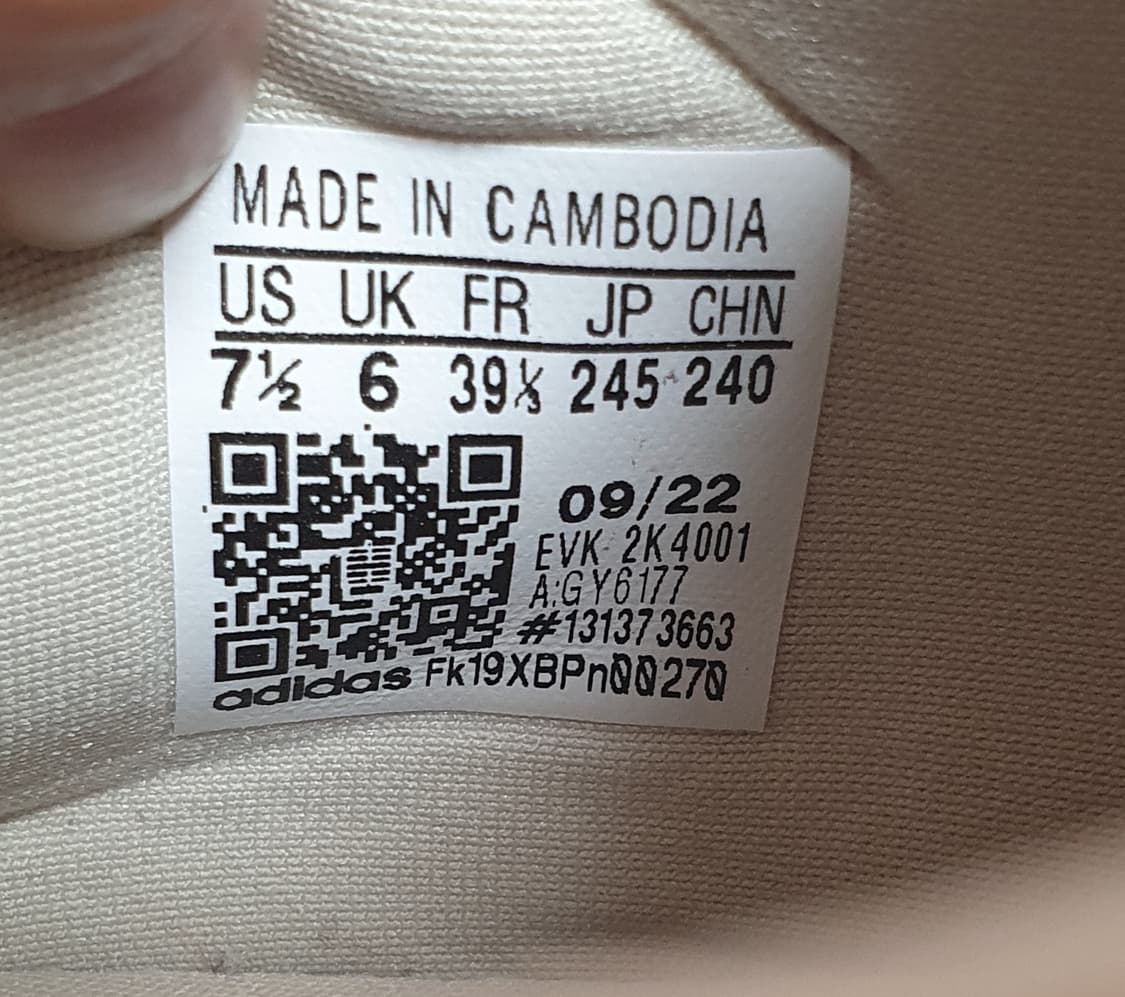 MADE IN CAMBODIA
US UK FR JP CHN
7½ 6 39⅓ 245 240
09/22
EVK 2K4001
A:GY6177
#131373663
adidas Fk19XBPn00270